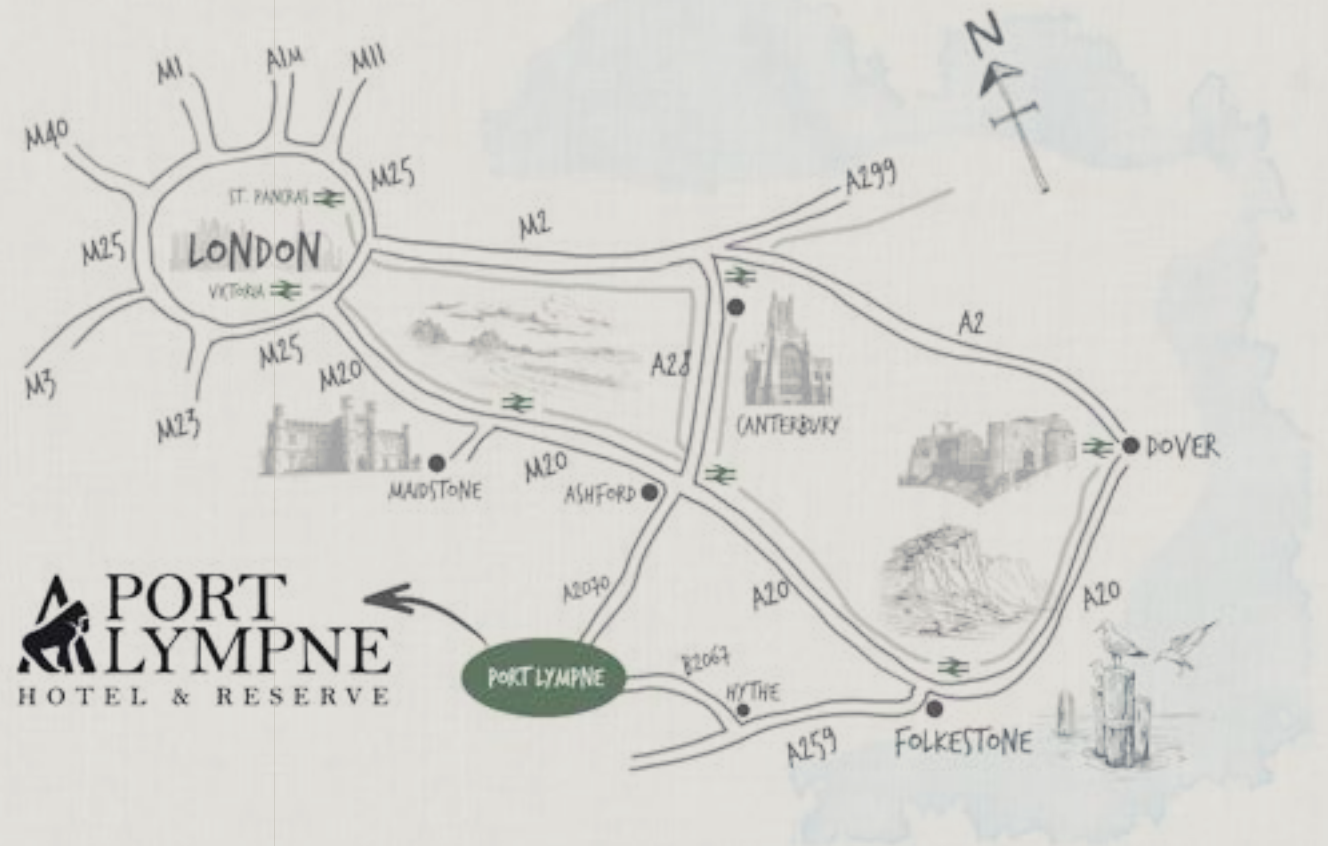 N
M1
A1M
M11
M40
M25
A299
ST. PANCRAS
M2
M25
LONDON
VICTORIA
A2
M25
M20
A28
M3
M23
CANTERBURY
DOVER
M20
MAIDSTONE
ASHFORD
A2070
A20
A20
PORT
LYMPNE
HOTEL & RESERVE
PORT LYMPNE
B2067
HYTHE
A259
FOLKESTONE